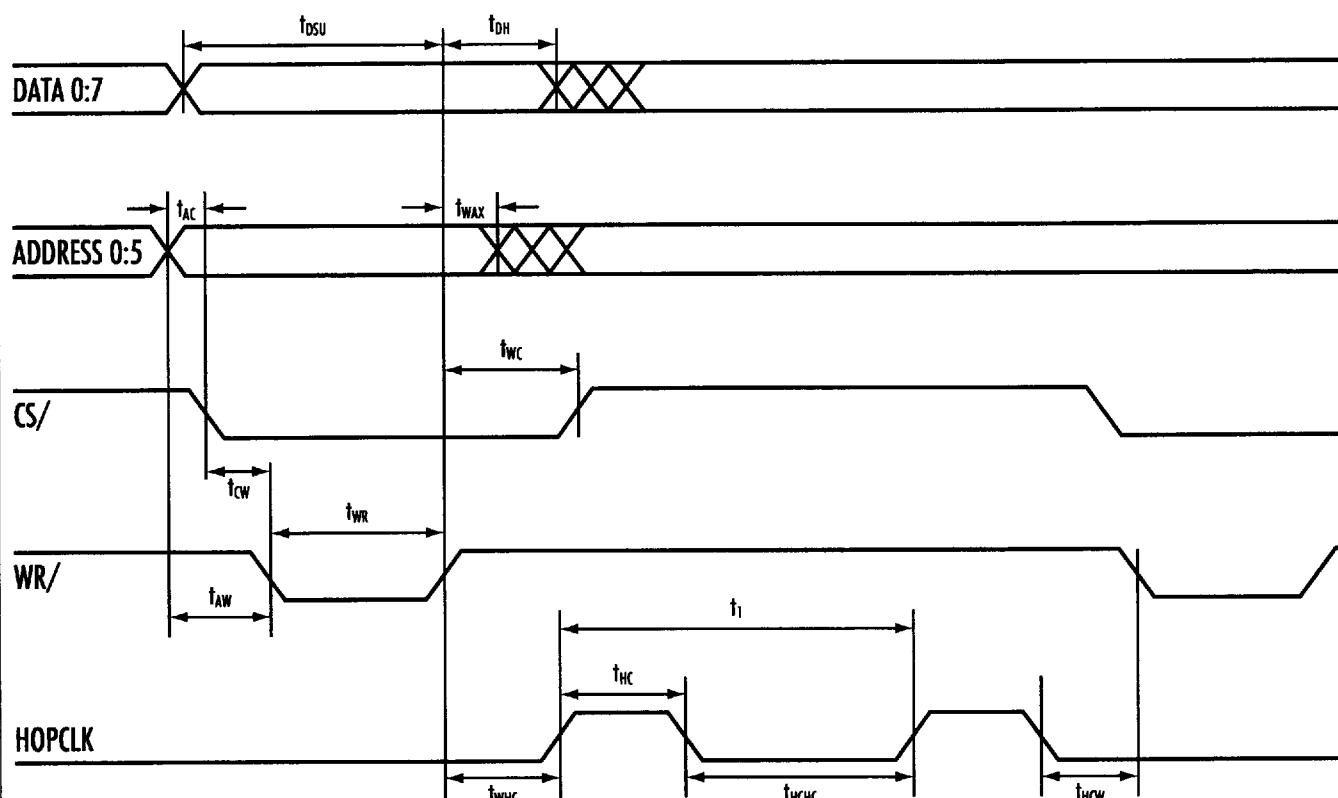 tDSU tDH
DATA 0:7
tAC tWAX
ADDRESS 0:5
tWC
CS/
tCW
tWR
WR/
tAW
t1
tHC
HOPCLK
tWHC tHCHC tHCW